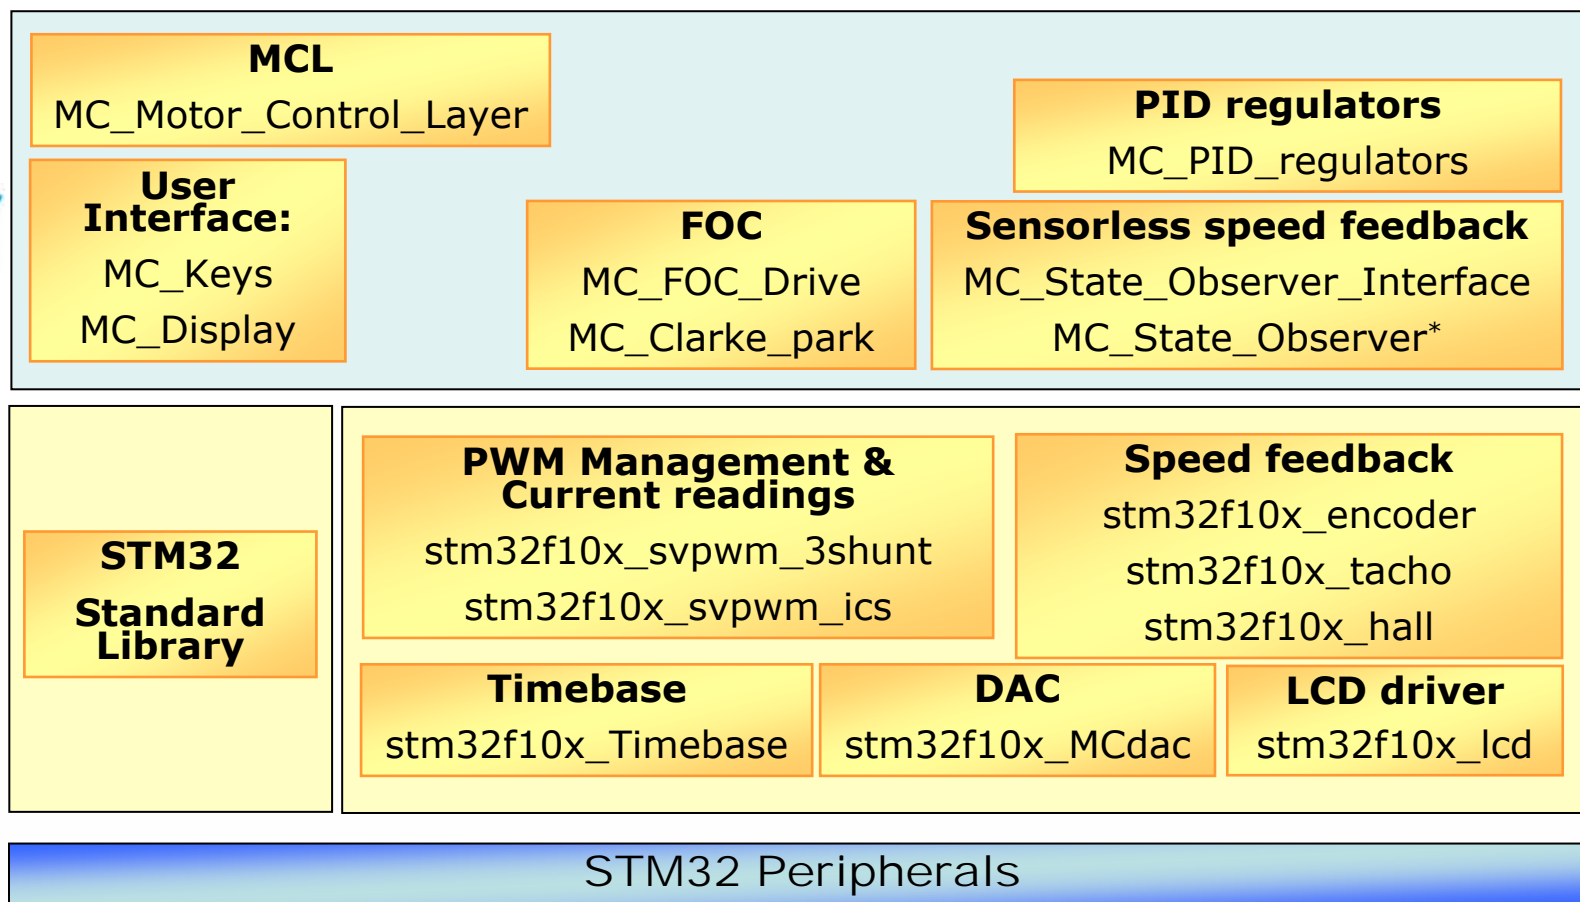 MCL
MC_Motor_Control_Layer
User
Interface:
MC_Keys
MC_Display
FOC
MC_FOC_Drive
MC_Clarke_park
PID regulators
MC_PID_regulators
Sensorless speed feedback
MC_State_Observer_Interface
MC_State_Observer*
STM32
Standard
Library
PWM Management &
Current readings
stm32f10x_svpwm_3shunt
stm32f10x_svpwm_ics
Speed feedback
stm32f10x_encoder
stm32f10x_tacho
stm32f10x_hall
Timebase
stm32f10x_Timebase
DAC
stm32f10x_MCdac
LCD driver
stm32f10x_lcd
STM32 Peripherals